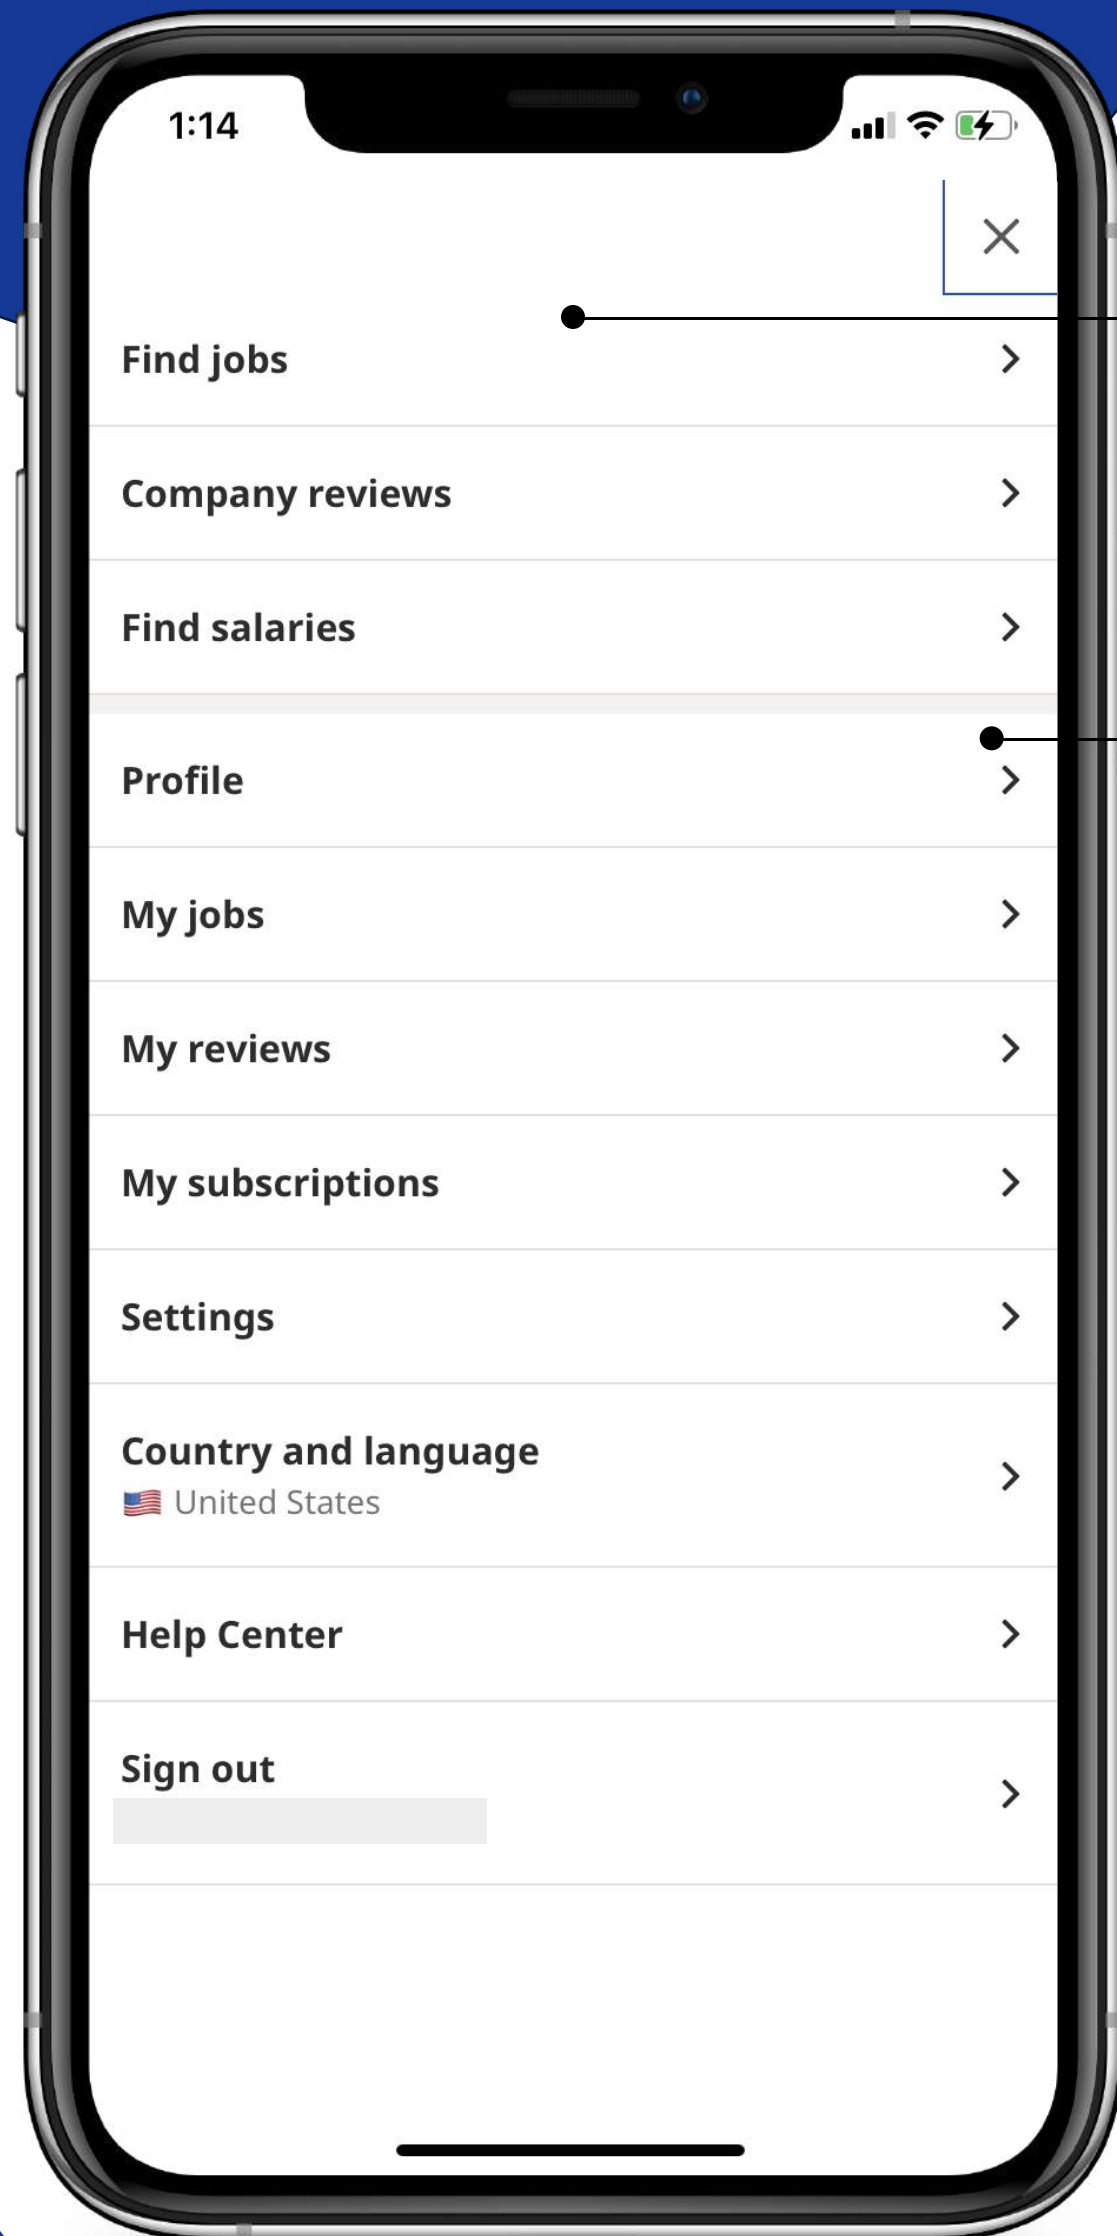 1:14
Find jobs
Company reviews
Find salaries
Profile
My jobs
My reviews
My subscriptions
Settings
Country and language
🇺🇸 United States
Help Center
Sign out